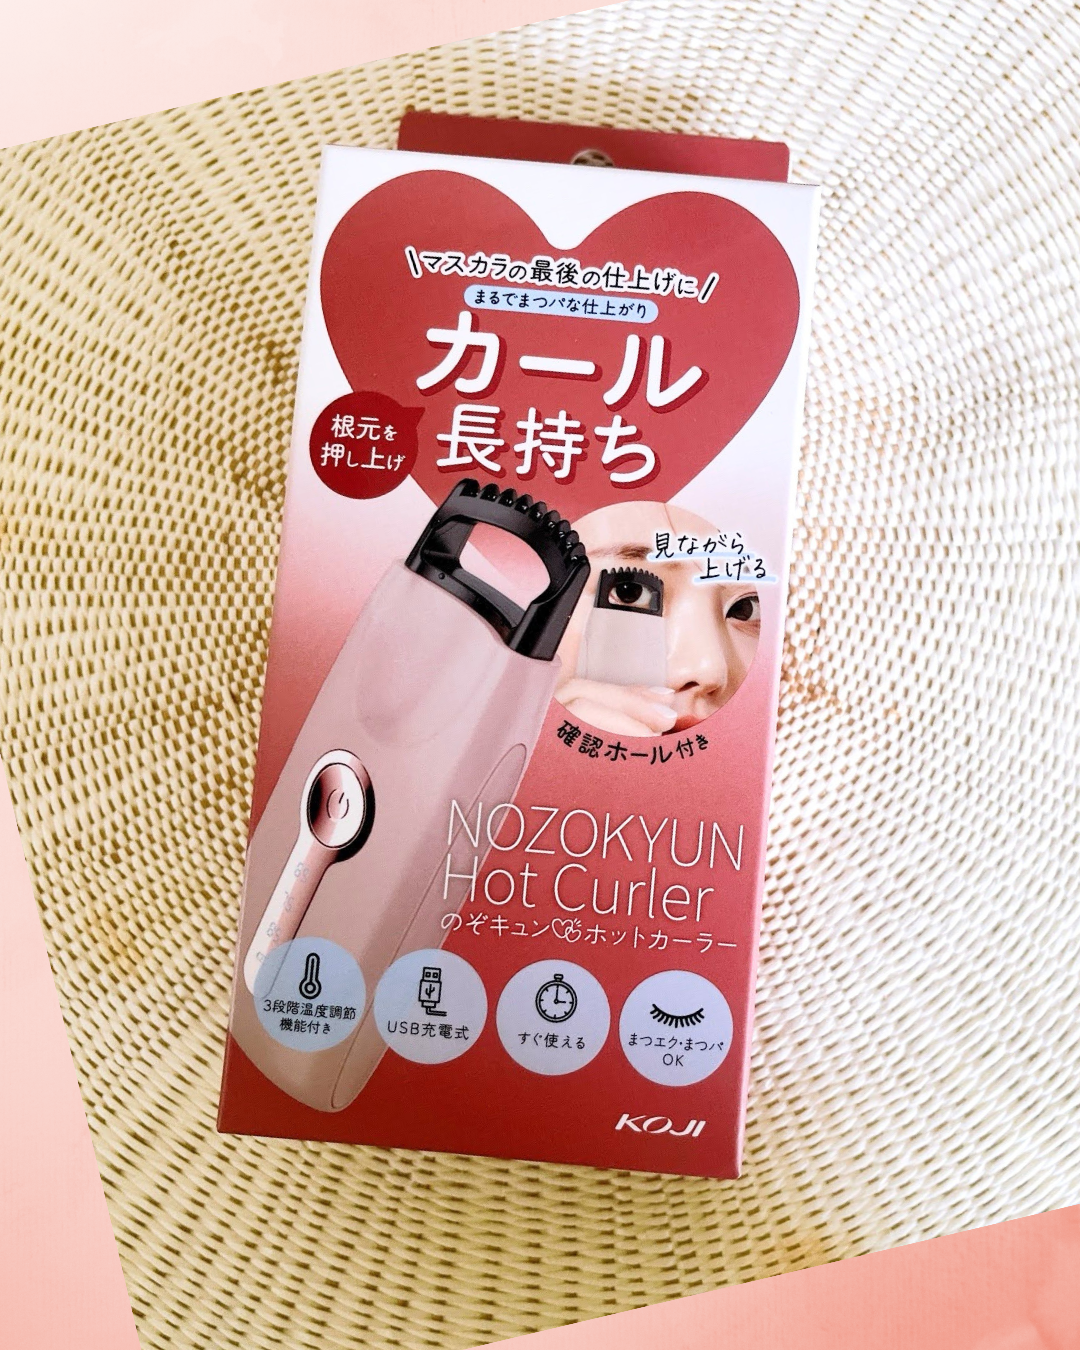 \マスカラの最後の仕上げに/
まるでまつパな仕上がり
カール
長持ち
根元を
押し上げ
見ながら
上げる
確認ホール付き
NOZOKYUN
Hot Curler
のぞキュン ホットカーラー
3段階温度調節
機能付き
USB充電式
すぐ使える
まつエク・まつパ
OK
KOJI